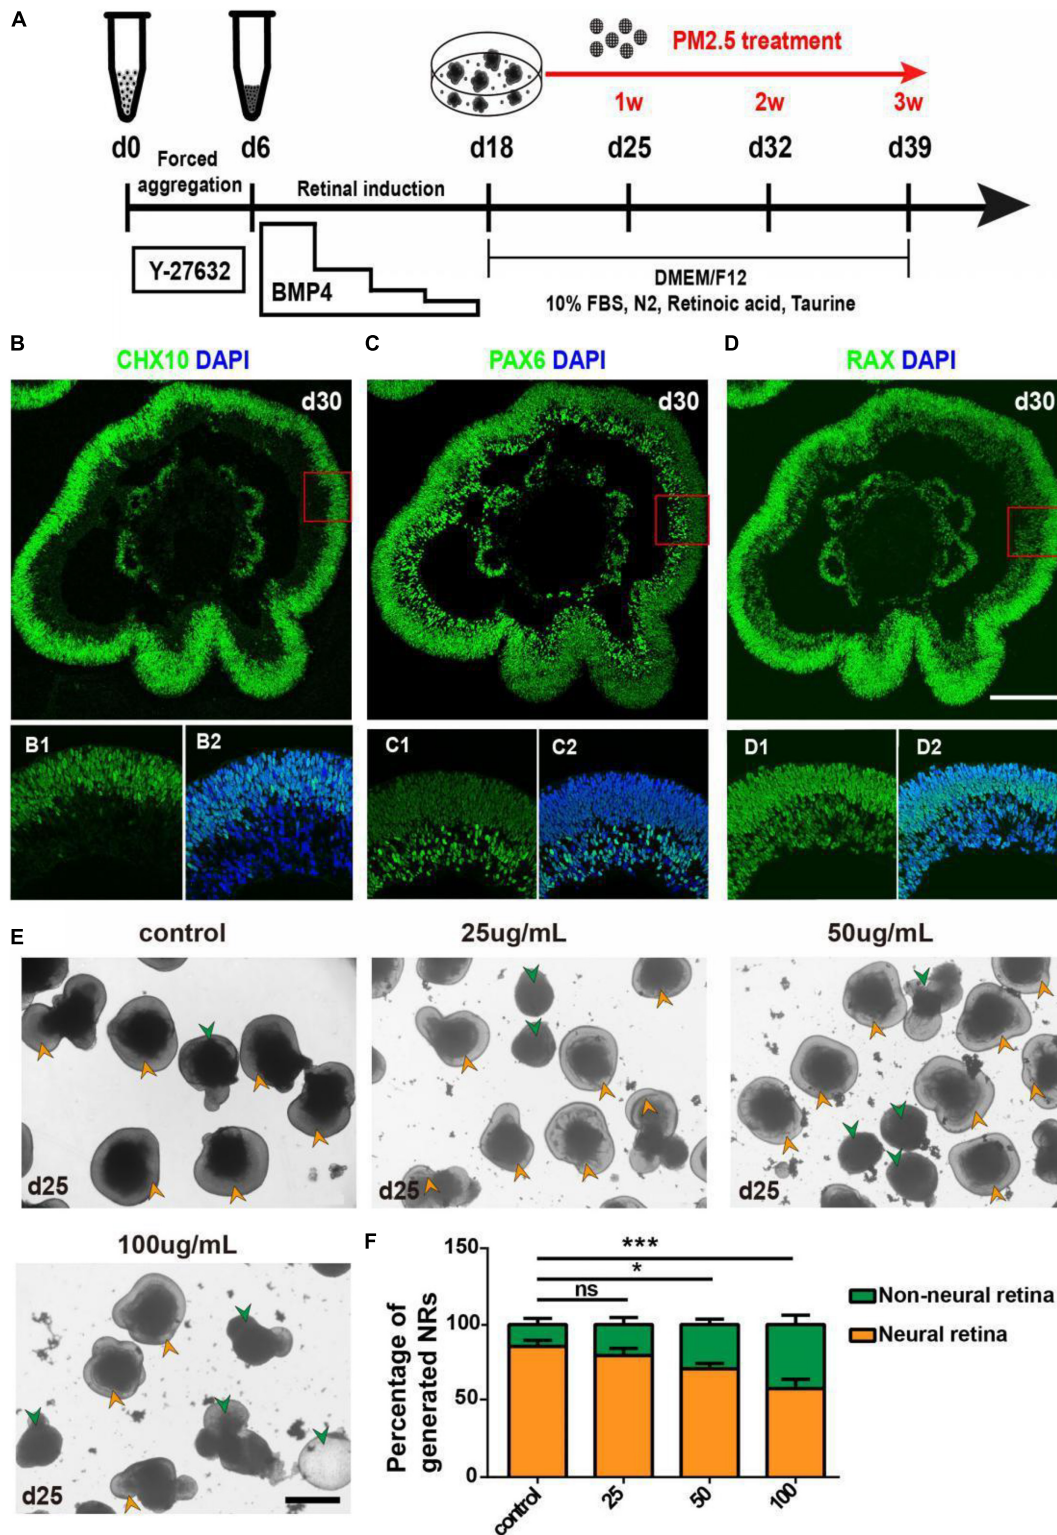 A
PM2.5 treatment
1w 2w 3w
d0 d6 d18 d25 d32 d39
Forced
aggregation
Retinal induction
Y-27632
BMP4
DMEM/F12
10% FBS, N2, Retinoic acid, Taurine
B
CHX10 DAPI
d30
B1
B2
C
PAX6 DAPI
d30
C1
C2
D
RAX DAPI
d30
D1
D2
E
control
d25
25ug/mL
d25
50ug/mL
d25
100ug/mL
d25
F
Percentage of
generated NRs
150
100
50
0
***
*
ns
control
25
50
100
Non-neural retina
Neural retina